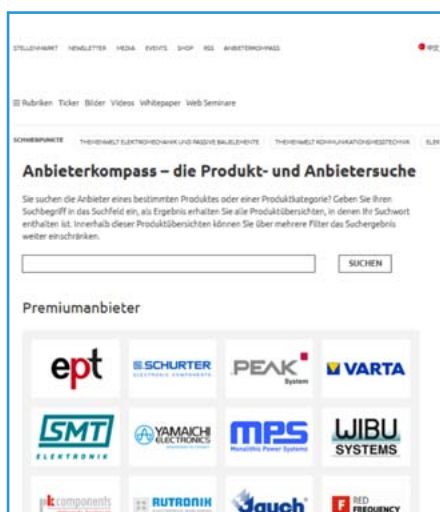 STELLENMARKT NEWSLETTER MEDIA EVENTS SHOP RSS ANBIETERKOMPASS 中文
Rubriken Ticker Bilder Videos Whitepaper Web Seminare
SCHWERPUNKTE THEMENWELT ELEKTROMECHANIK UND PASSIVE BAUELEMENTE THEMENWELT KOMMUNIKATIONSMESSTECHNIK ELEK
Anbieterkompass – die Produkt- und Anbietersuche
Sie suchen die Anbieter eines bestimmten Produktes oder einer Produktkategorie? Geben Sie Ihren
Suchbegriff in das Suchfeld ein, als Ergebnis erhalten Sie alle Produktübersichten, in denen Ihr Suchwort
enthalten ist. Innerhalb dieser Produktübersichten können Sie über mehrere Filter das Suchergebnis
weiter einschränken.
SUCHEN
Premiumanbieter
ept SCHURTER PEAK VARTA
ELECTRONIC COMPONENTS System
SMT YAMAICHI MPS WIBU
ELEKTRONIK ELECTRONICS Monolithic Power Systems SYSTEMS
pk components RUTRONIK Jauch RED
FREQUENCY